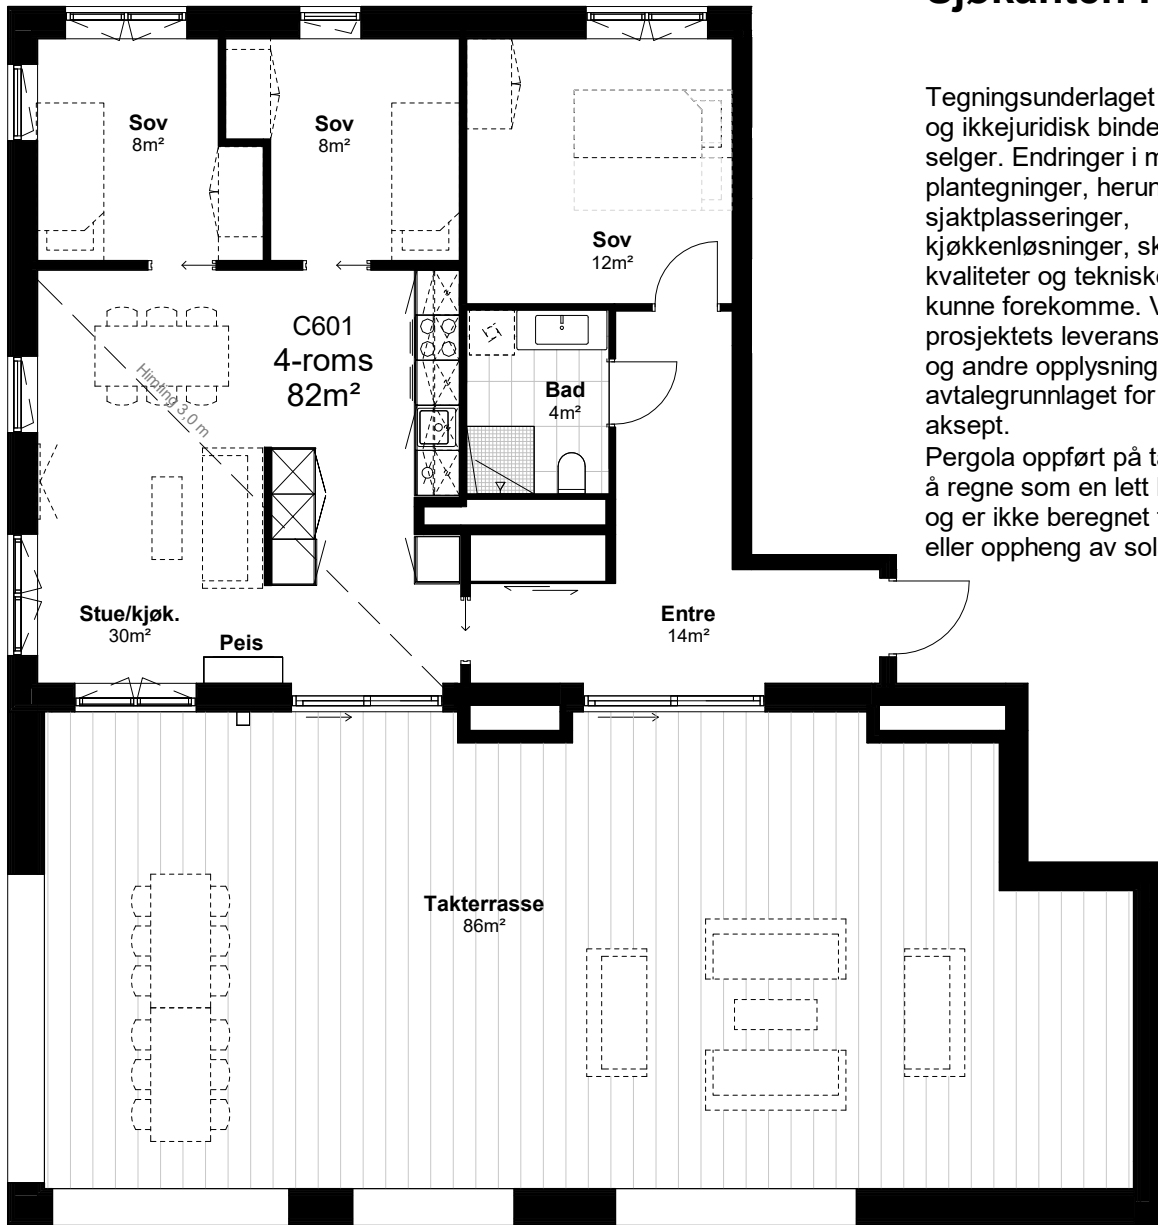 Tegningsunderlaget
og ikkejuridisk binde
selger. Endringer i m
plantegninger, herun
sjaktplasseringer,
kjøkkenløsninger, sk
kvaliteter og tekniske
kunne forekomme. V
prosjektets leverans
og andre opplysning
avtalegrunnlaget for
aksept.
Pergola oppført på ta
å regne som en lett
og er ikke beregnet
eller oppheng av sol
Sov
8m²
Sov
8m²
Sov
12m²
C601
4-roms
82m²
Himling 3,0 m
Bad
4m²
Stue/kjøk.
30m²
Peis
Entre
14m²
Takterrasse
86m²